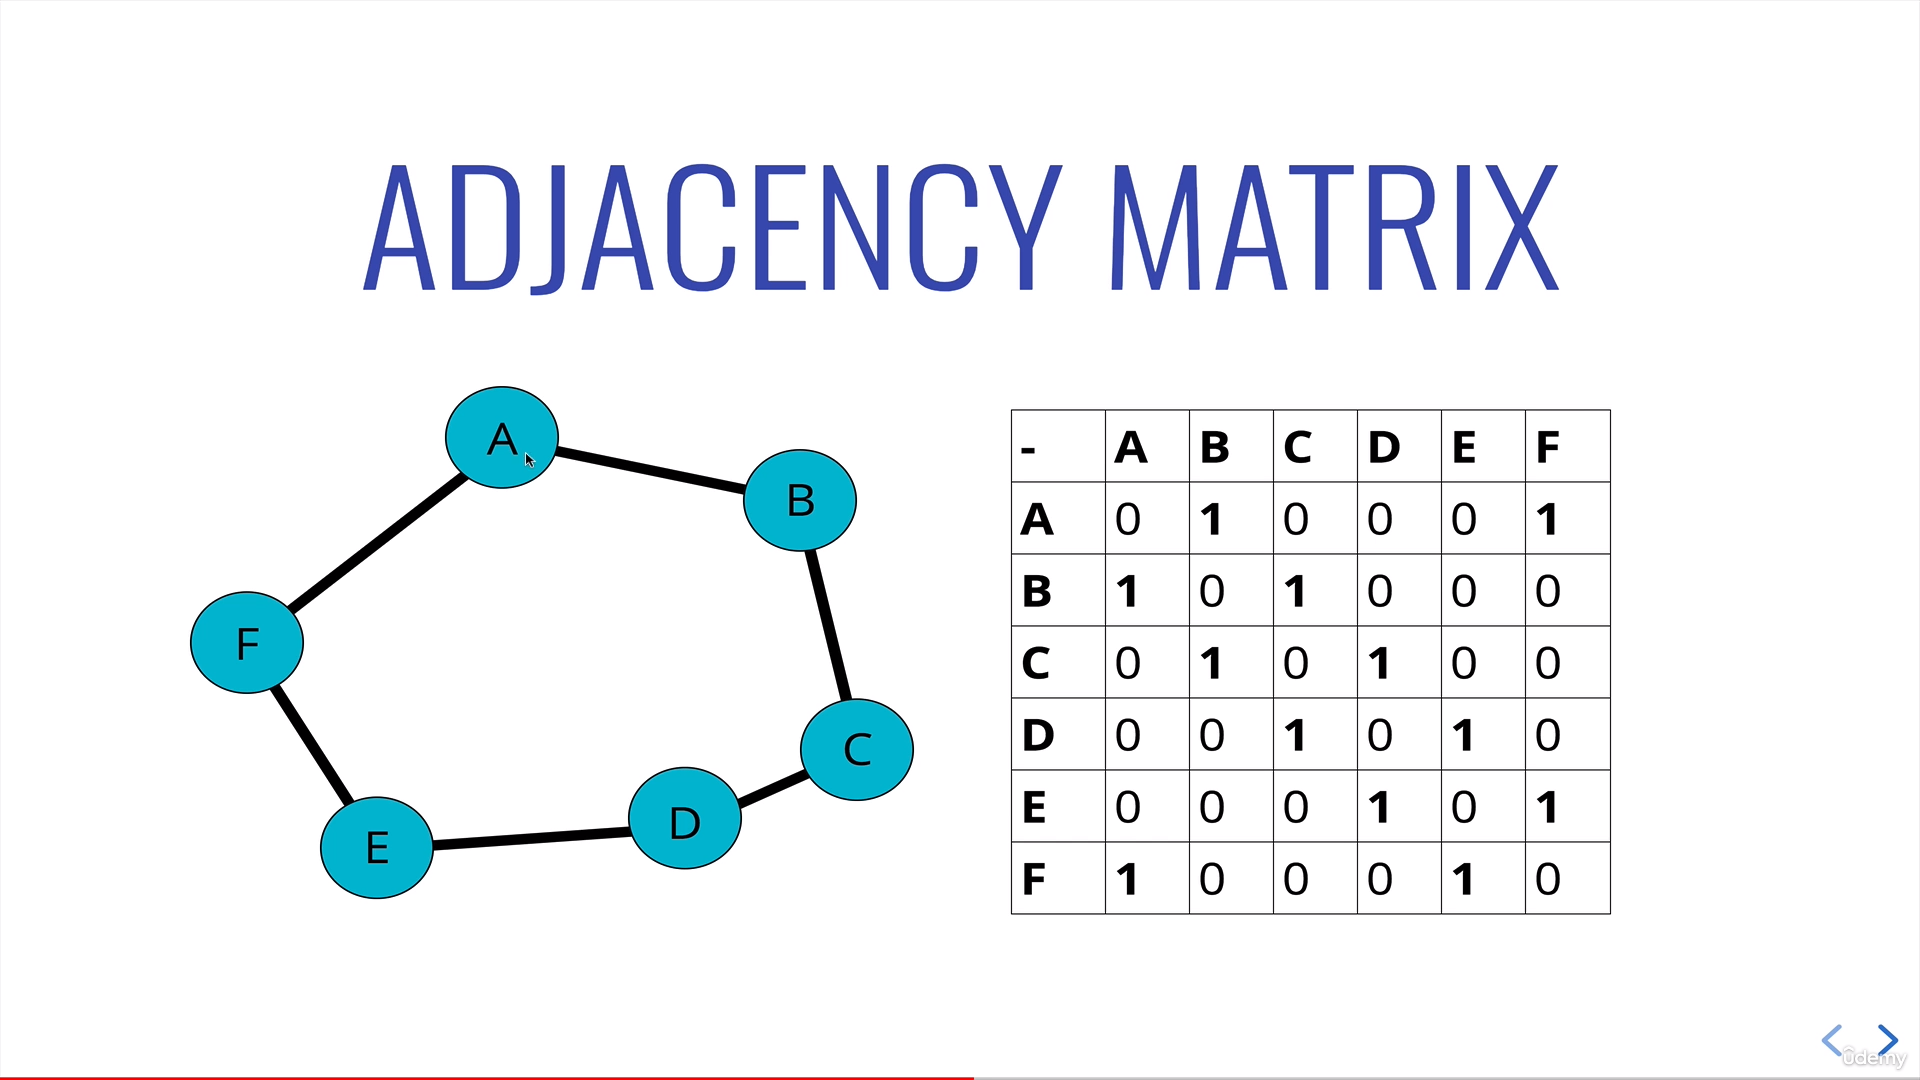 ADJACENCY MATRIX
A
B
F
C
D
E
- A B C D E F
A 0 1 0 0 0 1
B 1 0 1 0 0 0
C 0 1 0 1 0 0
D 0 0 1 0 1 0
E 0 0 0 1 0 1
F 1 0 0 0 1 0
ûdemy